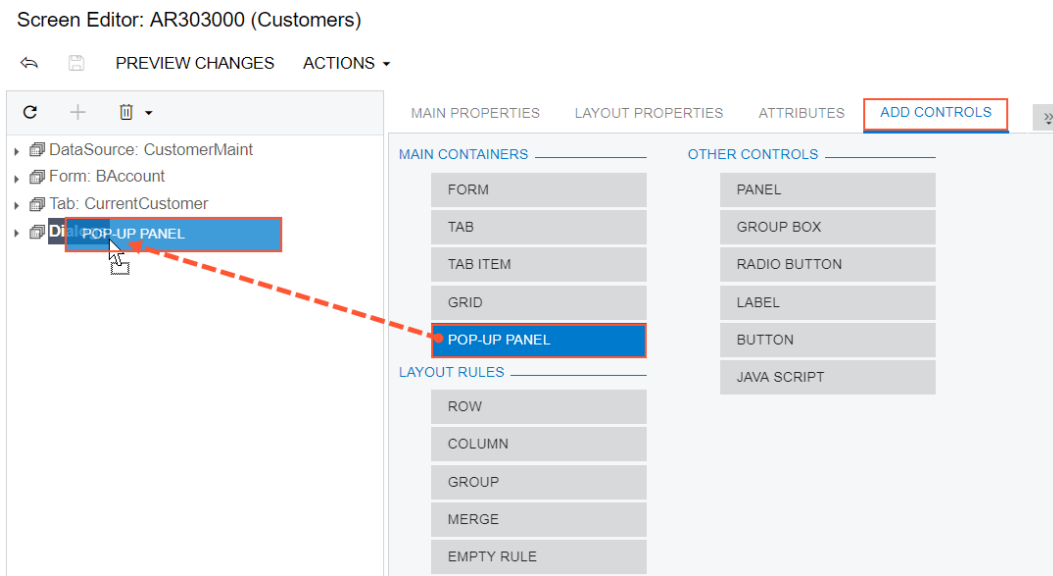 Screen Editor: AR303000 (Customers)
PREVIEW CHANGES ACTIONS
MAIN PROPERTIES LAYOUT PROPERTIES ATTRIBUTES ADD CONTROLS
DataSource: CustomerMaint
Form: BAccount
Tab: CurrentCustomer
POP-UP PANEL
MAIN CONTAINERS
FORM
TAB
TAB ITEM
GRID
POP-UP PANEL
LAYOUT RULES
ROW
COLUMN
GROUP
MERGE
EMPTY RULE
OTHER CONTROLS
PANEL
GROUP BOX
RADIO BUTTON
LABEL
BUTTON
JAVA SCRIPT